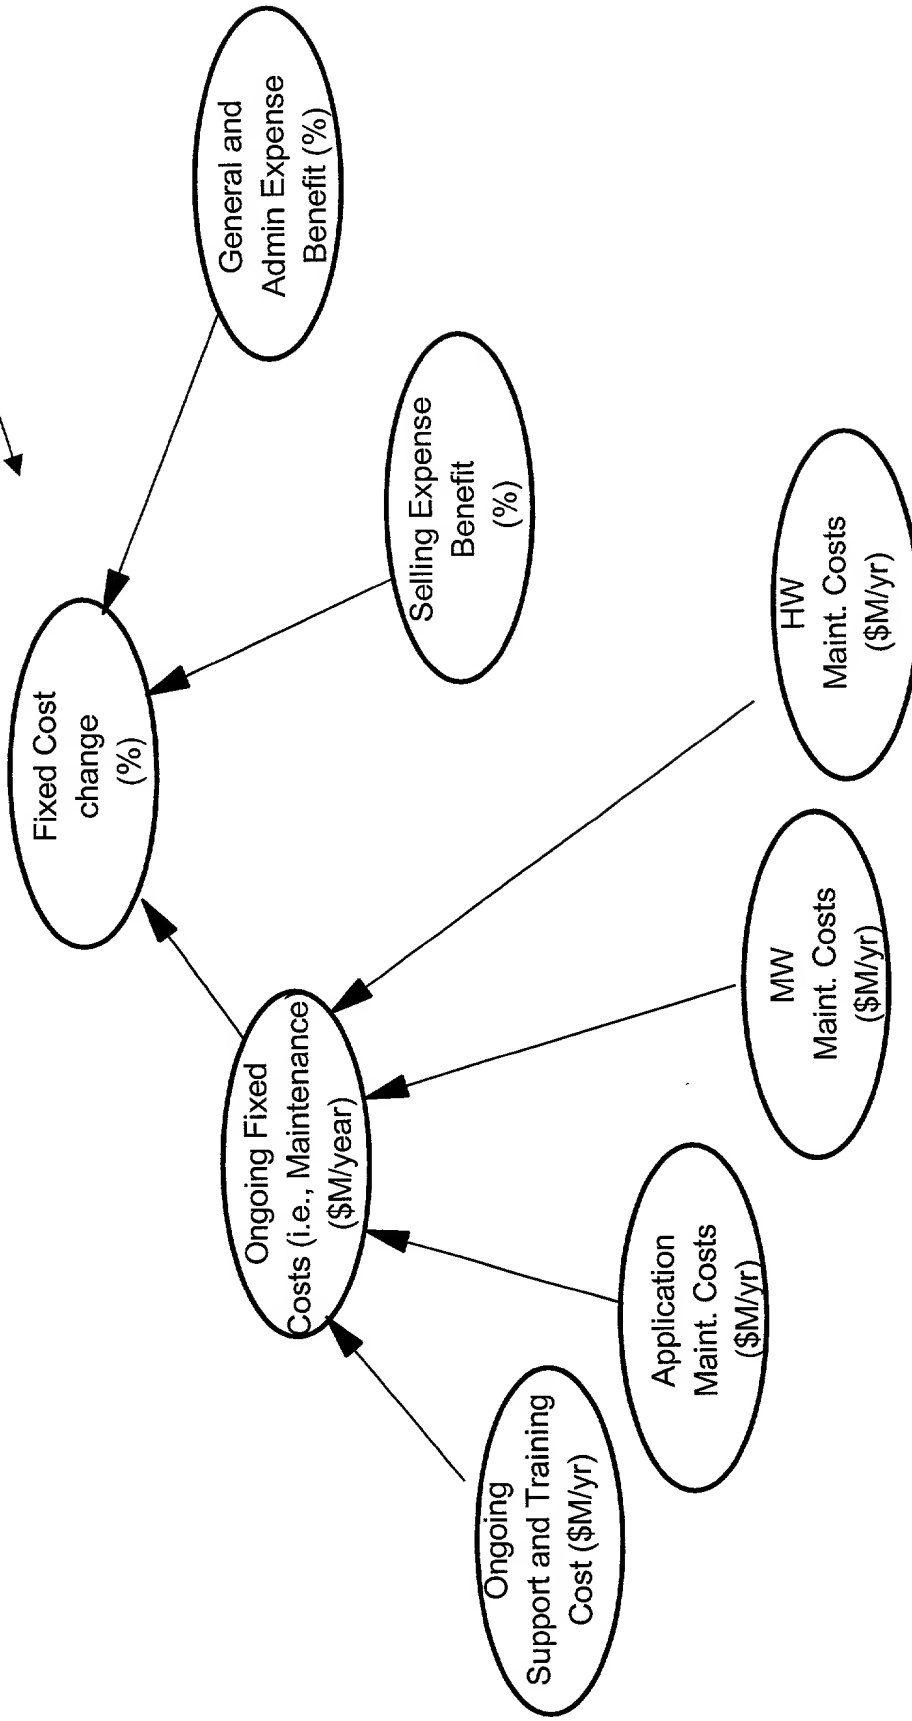 Fixed Cost
change
(%)
General and
Admin Expense
Benefit (%)
Selling Expense
Benefit
(%)
Ongoing Fixed
Costs (i.e., Maintenance
($M/year)
Ongoing
Support and Training
Cost ($M/yr)
Application
Maint. Costs
($M/yr)
MW
Maint. Costs
($M/yr)
HW
Maint. Costs
($M/yr)